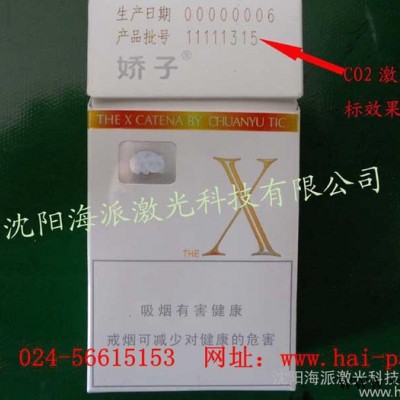 生产日期 00000006
产品批号 11111315
娇子®
CO2 激
标效果
THE X CATENA BY CHUANYU TIC
沈阳海派激光科技有限公司
THE X
吸烟有害健康
戒烟可减少对健康的危害
024-56615153 网址：www.hai-p
沈阳海派激光科技